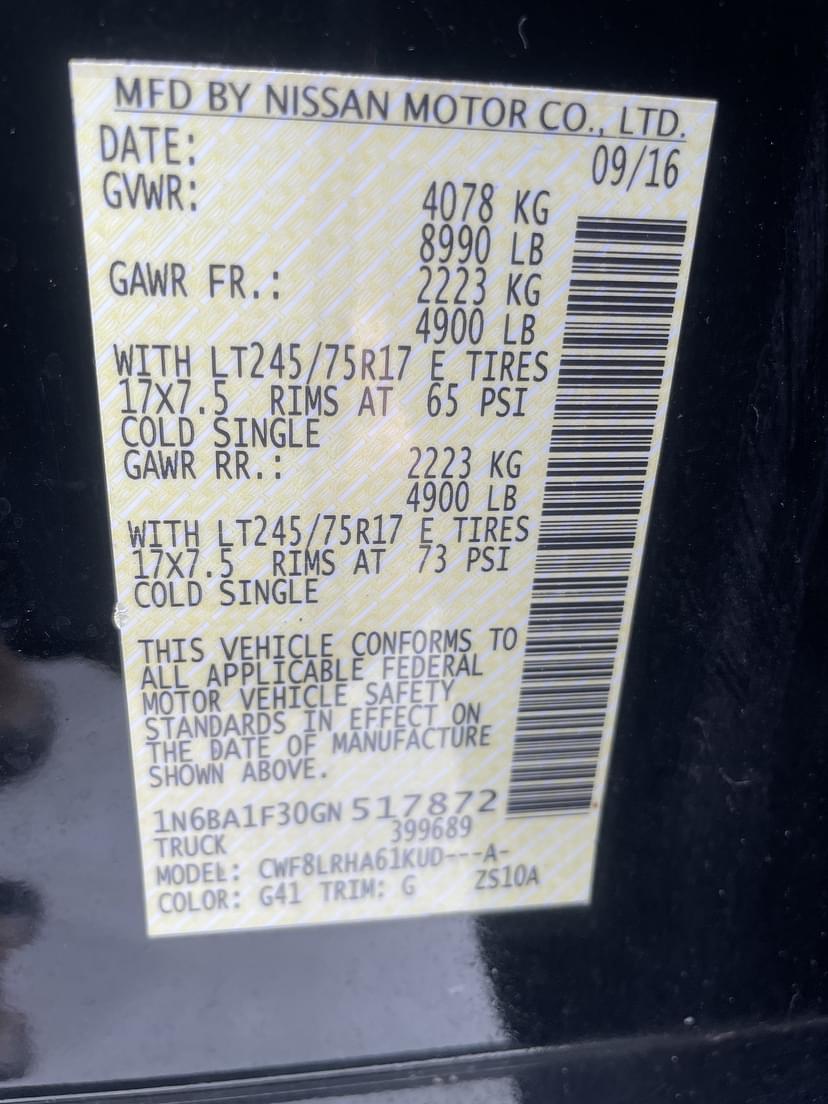 MFD BY NISSAN MOTOR CO., LTD.
DATE: 09/16
GVWR: 4078 KG
8990 LB
GAWR FR.: 2223 KG
4900 LB
WITH LT245/75R17 E TIRES
17X7.5 RIMS AT 65 PSI
COLD SINGLE
GAWR RR.: 2223 KG
4900 LB
WITH LT245/75R17 E TIRES
17X7.5 RIMS AT 73 PSI
COLD SINGLE
THIS VEHICLE CONFORMS TO
ALL APPLICABLE FEDERAL
MOTOR VEHICLE SAFETY
STANDARDS IN EFFECT ON
THE DATE OF MANUFACTURE
SHOWN ABOVE.
1N6BA1F30GN517872
TRUCK 399689
MODEL: CWF8LRHA61KUD---A-
COLOR: G41 TRIM: G ZS10A